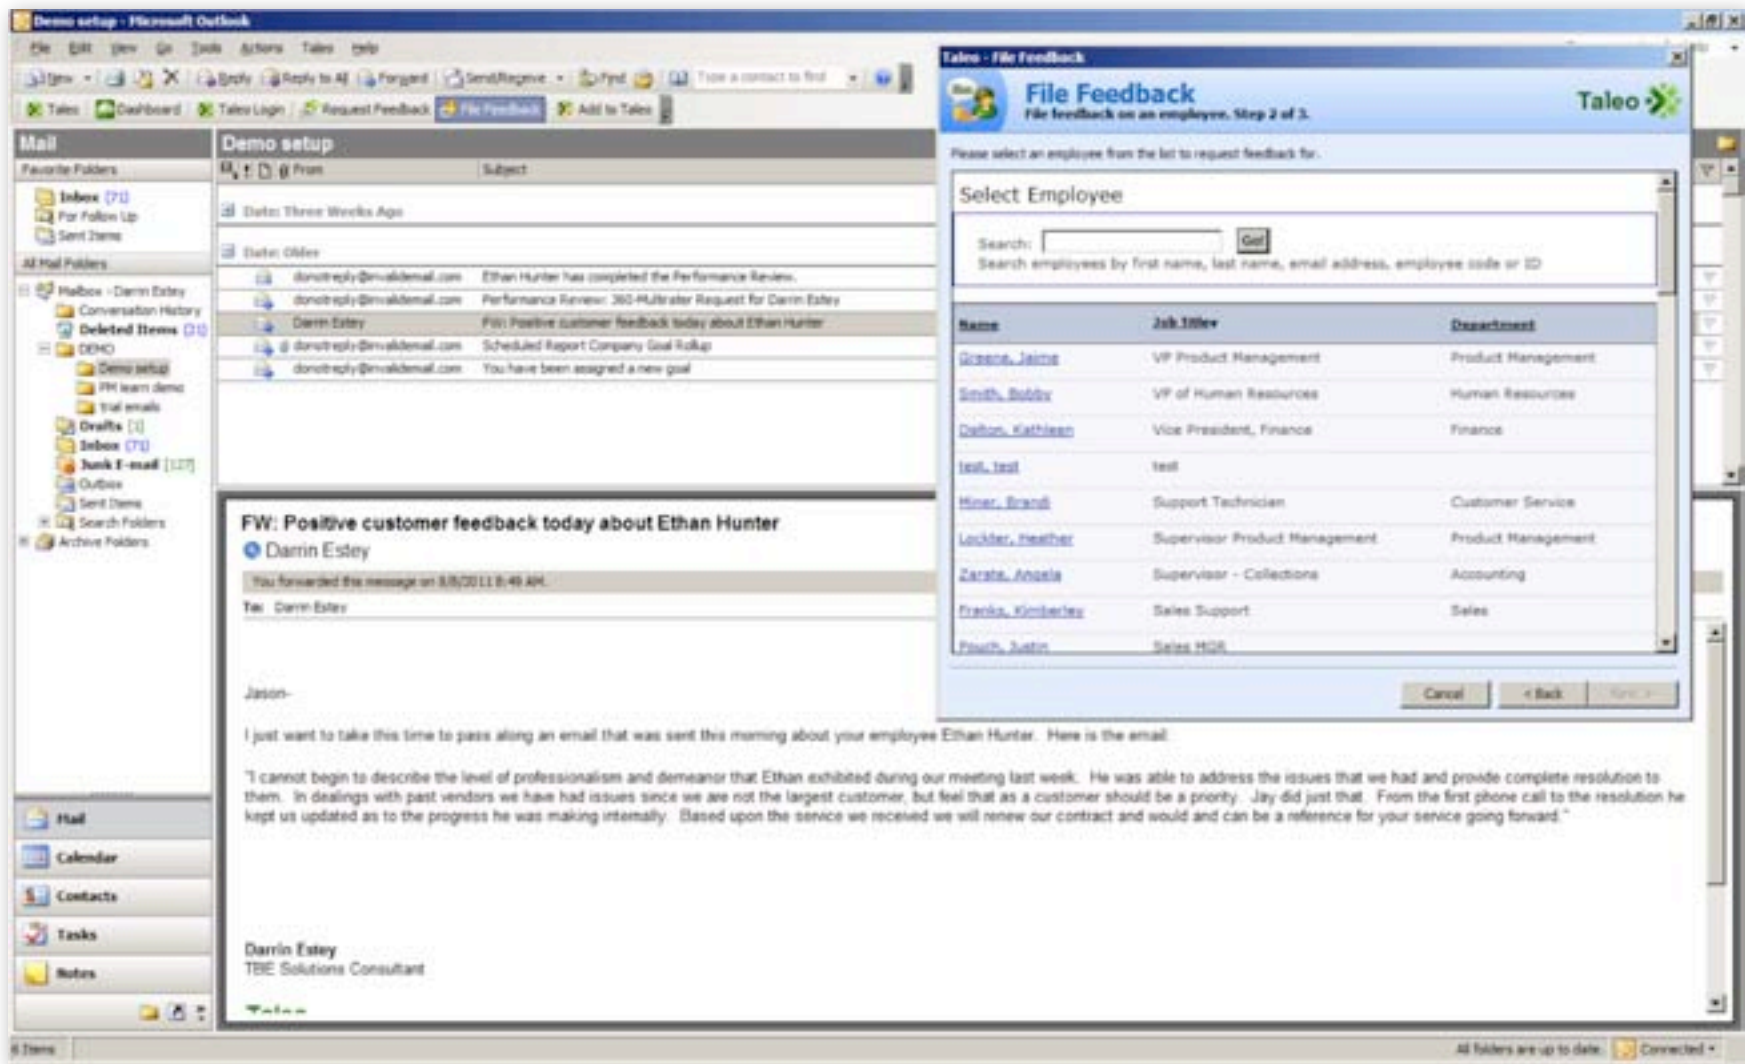 Demo setup - Microsoft Outlook
File Edit View Go Tools Actions Taleo Help
New Reply Reply to All Forward Send/Receive Find Type a contact to find
Taleo Dashboard Taleo Login Request Feedback File Feedback Add to Taleo
Mail
Favorite Folders
Inbox (71)
For Follow Up
Sent Items
All Mail Folders
Mailbox - Darrin Estey
Conversation History
Deleted Items (21)
DEMO
Demo setup
PM learn demo
trial emails
Drafts [1]
Inbox (71)
Junk E-mail [127]
Outbox
Sent Items
Search Folders
Archive Folders
Mail
Calendar
Contacts
Tasks
Notes
Demo setup
From Subject
Date: Three Weeks Ago
Date: Older
donotreply@invalidemail.com Ethan Hunter has completed the Performance Review.
donotreply@invalidemail.com Performance Review: 360-Multirater Request for Darrin Estey
Darrin Estey FW: Positive customer feedback today about Ethan Hunter
donotreply@invalidemail.com Scheduled Report Company Goal Rollup
donotreply@invalidemail.com You have been assigned a new goal
FW: Positive customer feedback today about Ethan Hunter
Darrin Estey
You forwarded this message on 8/8/2011 8:49 AM.
To: Darrin Estey
Jason-
I just want to take this time to pass along an email that was sent this morning about your employee Ethan Hunter. Here is the email:
"I cannot begin to describe the level of professionalism and demeanor that Ethan exhibited during our meeting last week. He was able to address the issues that we had and provide complete resolution to
them. In dealings with past vendors we have had issues since we are not the largest customer, but feel that as a customer should be a priority. Jay did just that. From the first phone call to the resolution he
kept us updated as to the progress he was making internally. Based upon the service we received we will renew our contract and would and can be a reference for your service going forward."
Darrin Estey
TBE Solutions Consultant
Taleo
Taleo - File Feedback
File Feedback
File feedback on an employee. Step 2 of 3.
Taleo
Please select an employee from the list to request feedback for.
Select Employee
Search: Go!
Search employees by first name, last name, email address, employee code or ID
Name Job Title Department
Greene, Jaime VP Product Management Product Management
Smith, Bobby VP of Human Resources Human Resources
Dalton, Kathleen Vice President, Finance Finance
test, test test
Miner, Brandi Support Technician Customer Service
Lockter, Heather Supervisor Product Management Product Management
Zarate, Angela Supervisor - Collections Accounting
Franks, Kimberley Sales Support Sales
Pouch, Justin Sales MGR
Cancel < Back Next >
6 Items
All folders are up to date. Connected